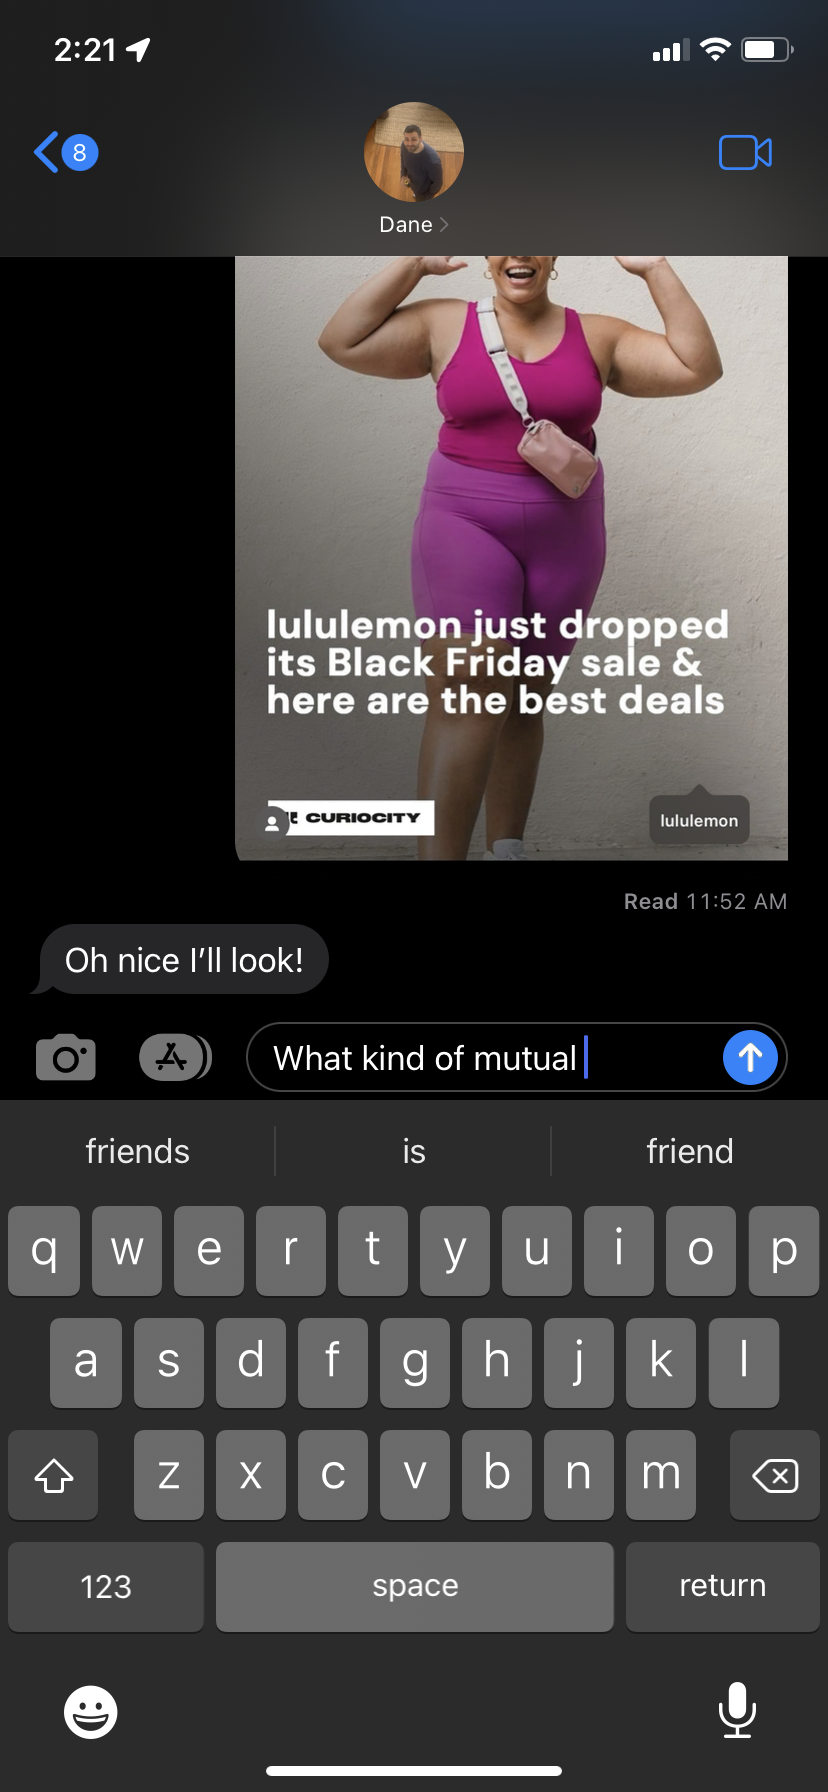 2:21
8
Dane
lululemon just dropped
its Black Friday sale &
here are the best deals
CURIOCITY
lululemon
Read 11:52 AM
Oh nice I'll look!
What kind of mutual
friends is friend
q w e r t y u i o p
a s d f g h j k l
z x c v b n m
123 space return